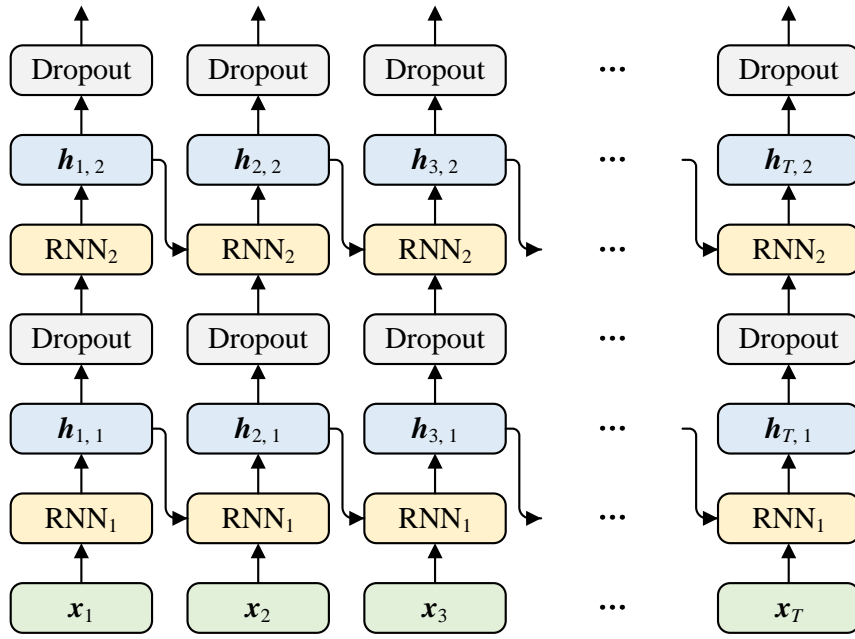 Dropout Dropout Dropout ... Dropout
h1, 2 h2, 2 h3, 2 ... hT, 2
RNN2 RNN2 RNN2 ... RNN2
Dropout Dropout Dropout ... Dropout
h1, 1 h2, 1 h3, 1 ... hT, 1
RNN1 RNN1 RNN1 ... RNN1
x1 x2 x3 ... xT